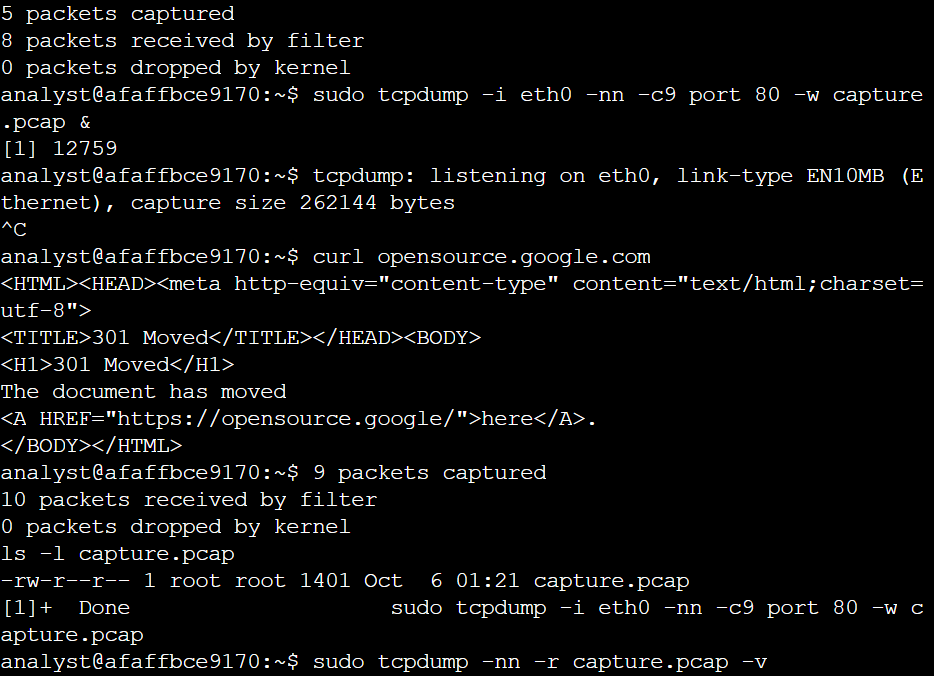 5 packets captured
8 packets received by filter
0 packets dropped by kernel
analyst@afaffbce9170:~$ sudo tcpdump -i eth0 -nn -c9 port 80 -w capture
.pcap &
[1] 12759
analyst@afaffbce9170:~$ tcpdump: listening on eth0, link-type EN10MB (E
thernet), capture size 262144 bytes
^C
analyst@afaffbce9170:~$ curl opensource.google.com
<HTML><HEAD><meta http-equiv="content-type" content="text/html;charset=
utf-8">
<TITLE>301 Moved</TITLE></HEAD><BODY>
<H1>301 Moved</H1>
The document has moved
<A HREF="https://opensource.google/">here</A>.
</BODY></HTML>
analyst@afaffbce9170:~$ 9 packets captured
10 packets received by filter
0 packets dropped by kernel
ls -l capture.pcap
-rw-r--r-- 1 root root 1401 Oct  6 01:21 capture.pcap
[1]+  Done                    sudo tcpdump -i eth0 -nn -c9 port 80 -w c
apture.pcap
analyst@afaffbce9170:~$ sudo tcpdump -nn -r capture.pcap -v